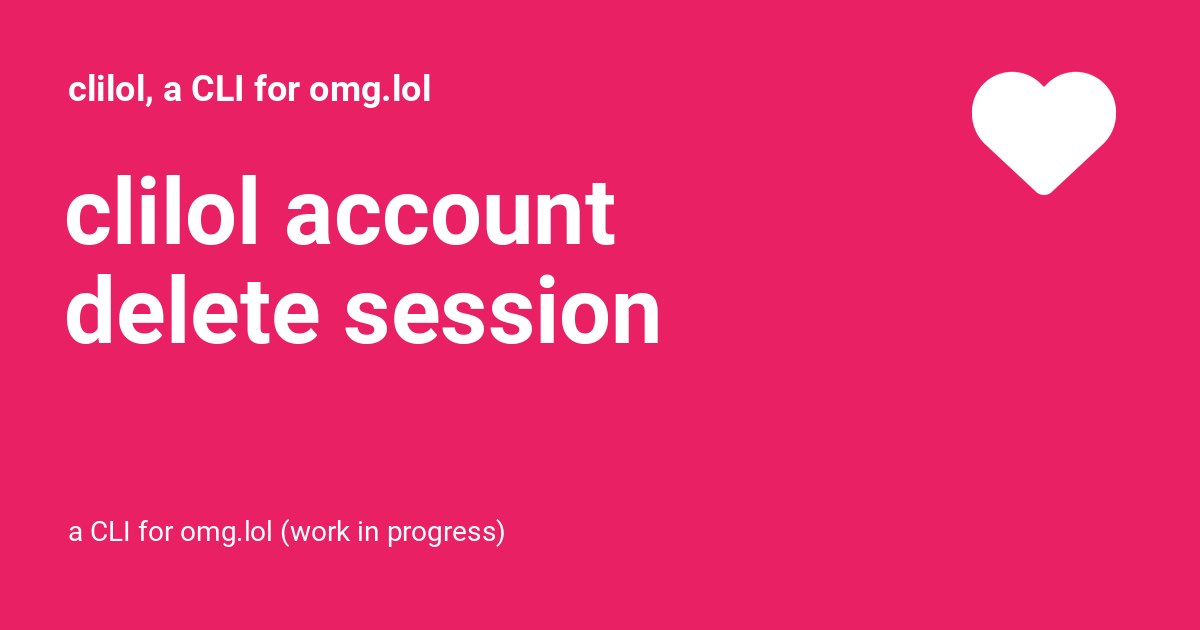 clilol, a CLI for omg.lol
clilol account
delete session
a CLI for omg.lol (work in progress)